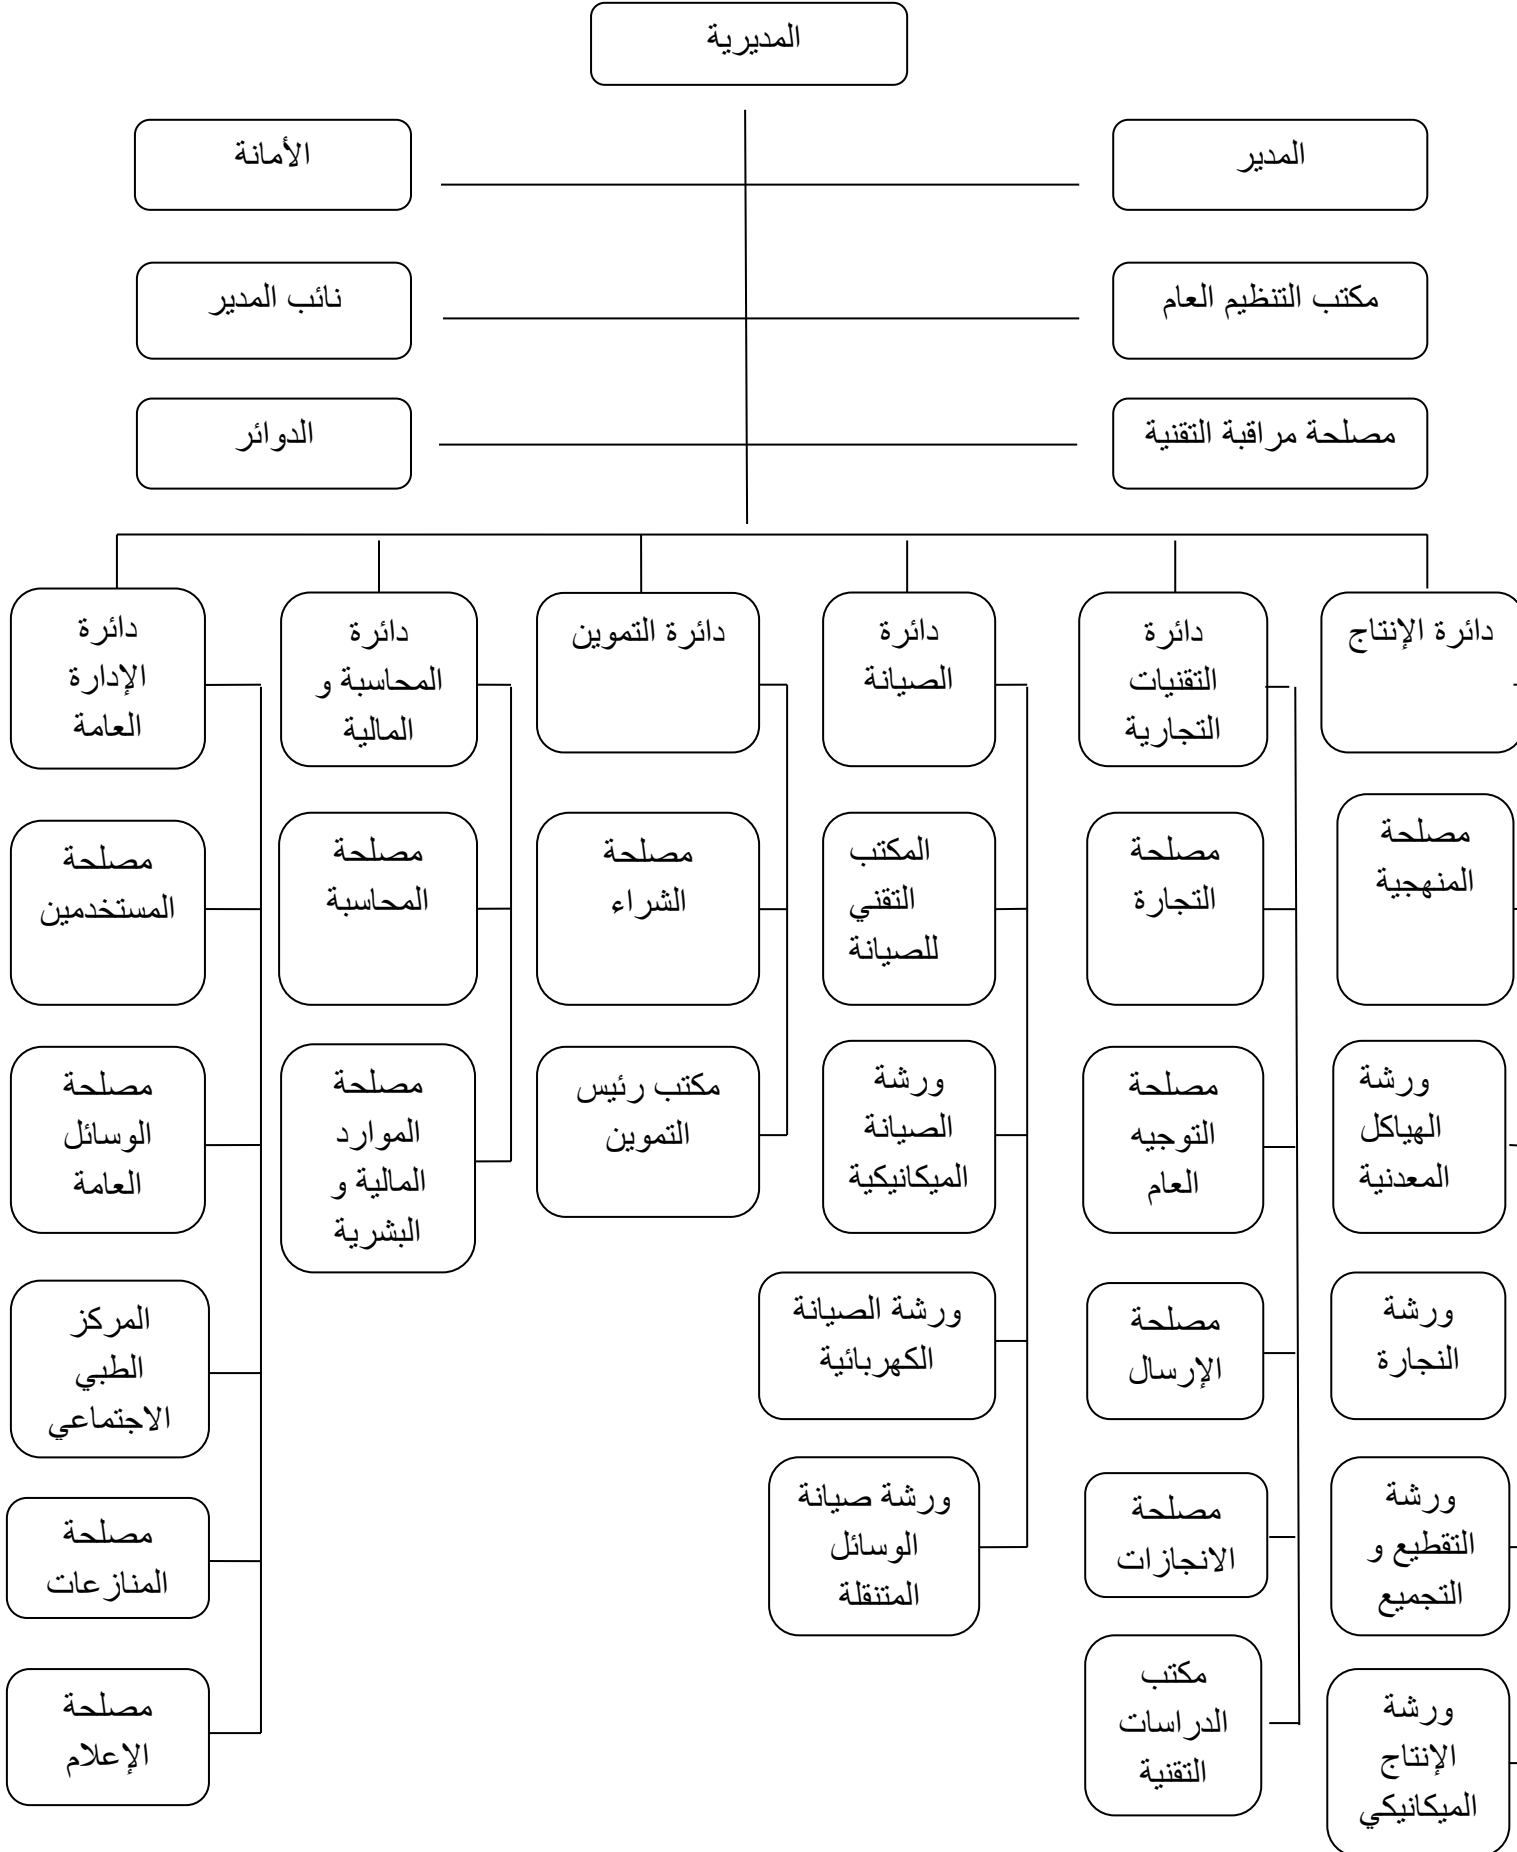 المديرية
المدير
الأمانة
مكتب التنظيم العام
نائب المدير
مصلحة مراقبة التقنية
الدوائر
دائرة الإنتاج
دائرة
التقنيات
التجارية
دائرة
الصيانة
دائرة التموين
دائرة
المحاسبة و
المالية
دائرة
الإدارة
العامة
مصلحة
المنهجية
مصلحة
التجارة
المكتب
التقني
للصيانة
مصلحة
الشراء
مصلحة
المحاسبة
مصلحة
المستخدمين
ورشة
الهياكل
المعدنية
مصلحة
التوجيه
العام
ورشة
الصيانة
الميكانيكية
مكتب رئيس
التموين
مصلحة
الموارد
المالية و
البشرية
مصلحة
الوسائل
العامة
ورشة
النجارة
مصلحة
الإرسال
ورشة الصيانة
الكهربائية
المركز
الطبي
الاجتماعي
ورشة
التقطيع و
التجميع
مصلحة
الانجازات
ورشة صيانة
الوسائل
المتنقلة
مصلحة
المنازعات
ورشة
الإنتاج
الميكانيكي
مكتب
الدراسات
التقنية
مصلحة
الإعلام